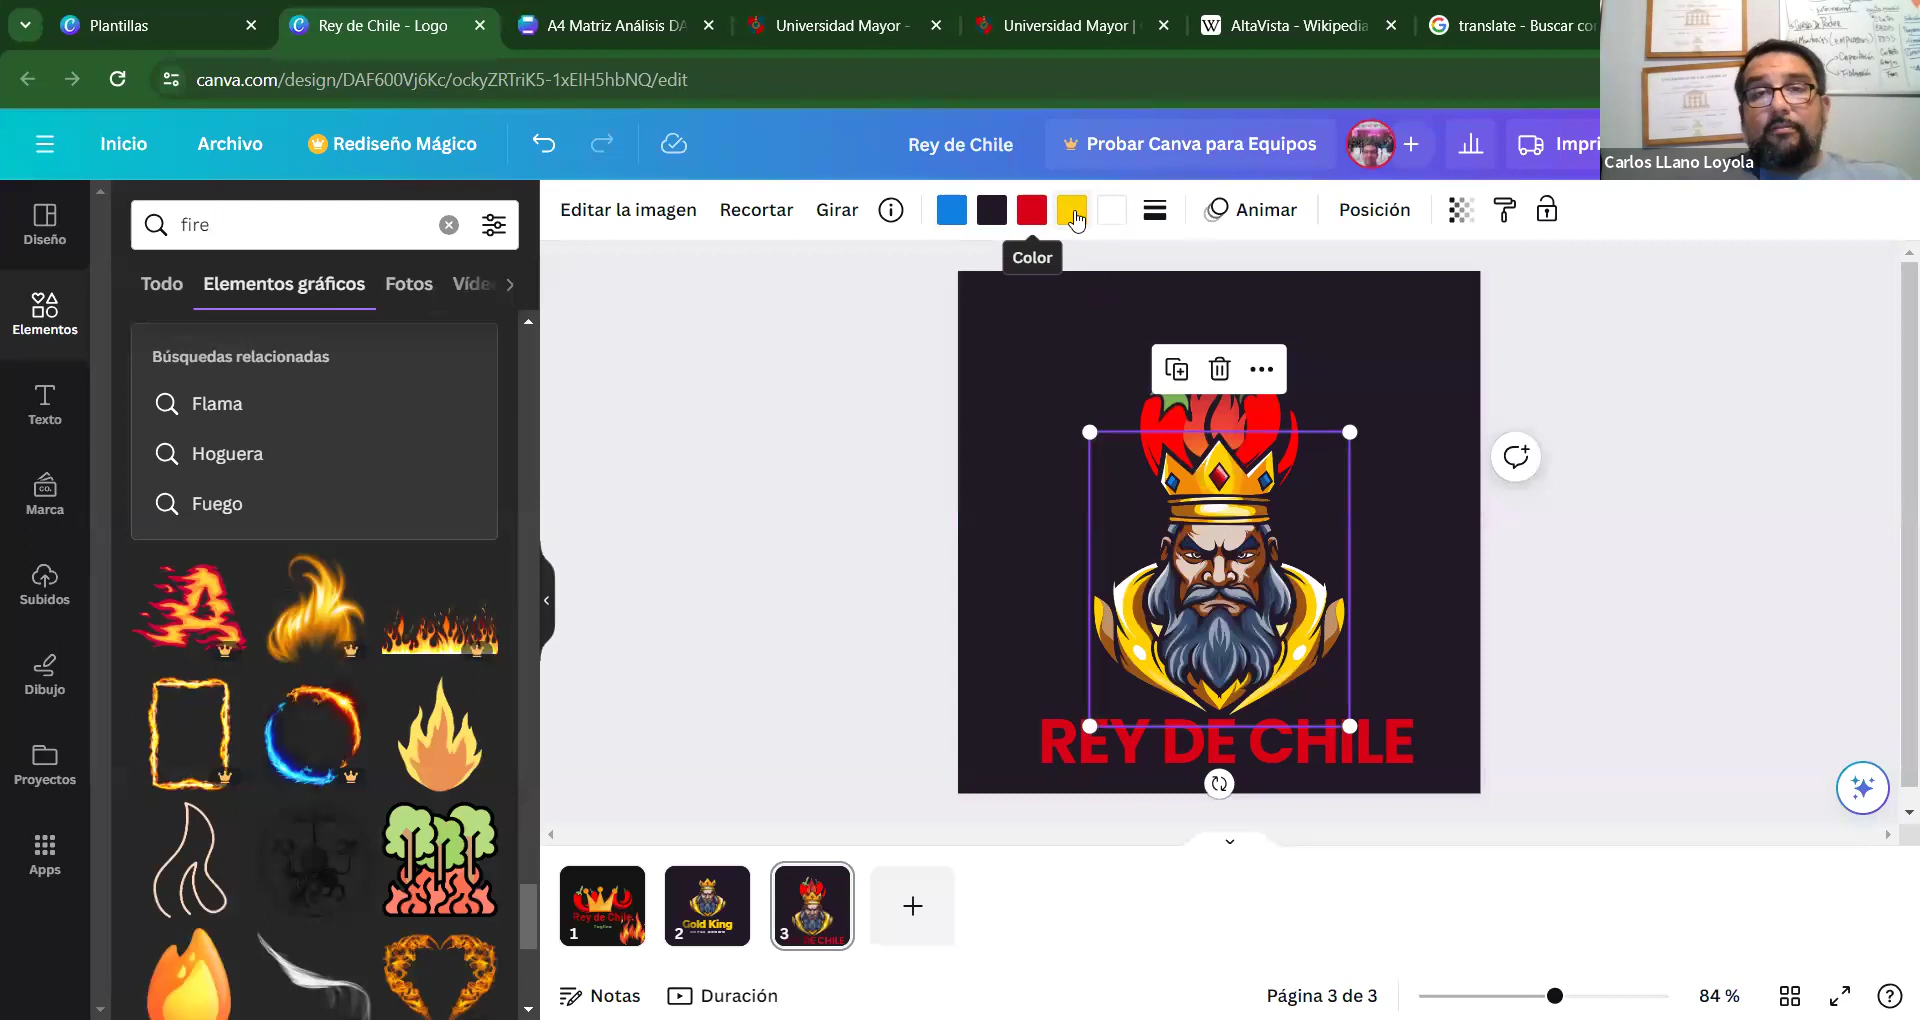 Plantillas
Rey de Chile - Logo
A4 Matriz Análisis DA
Universidad Mayor -
Universidad Mayor |
AltaVista - Wikipedia
translate - Buscar co
canva.com/design/DAF600Vj6Kc/ockyZRTriK5-1xEIH5hbNQ/edit
Inicio
Archivo
Rediseño Mágico
Rey de Chile
Probar Canva para Equipos
Impri
Carlos LLano Loyola
Diseño
Elementos
Texto
Marca
Subidos
Dibujo
Proyectos
Apps
fire
Todo
Elementos gráficos
Fotos
Víde
Búsquedas relacionadas
Flama
Hoguera
Fuego
Editar la imagen
Recortar
Girar
Animar
Posición
Color
REY DE CHILE
Rey de Chile
Tagline
1
Gold King
2
DE CHILE
3
Notas
Duración
Página 3 de 3
84 %